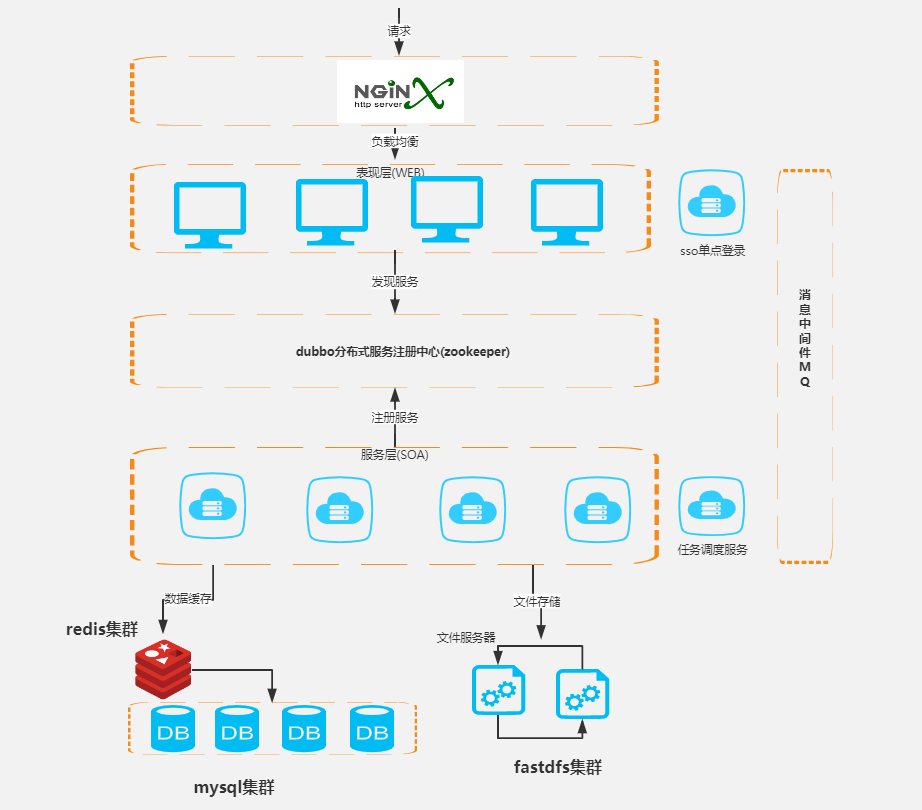 请求
NGINX
http server
负载均衡
表现层(WEB)
sso单点登录
发现服务
消息中间件MQ
dubbo分布式服务注册中心(zookeeper)
注册服务
服务层(SOA)
任务调度服务
数据缓存
文件存储
redis集群
文件服务器
DB
DB
DB
DB
mysql集群
fastdfs集群